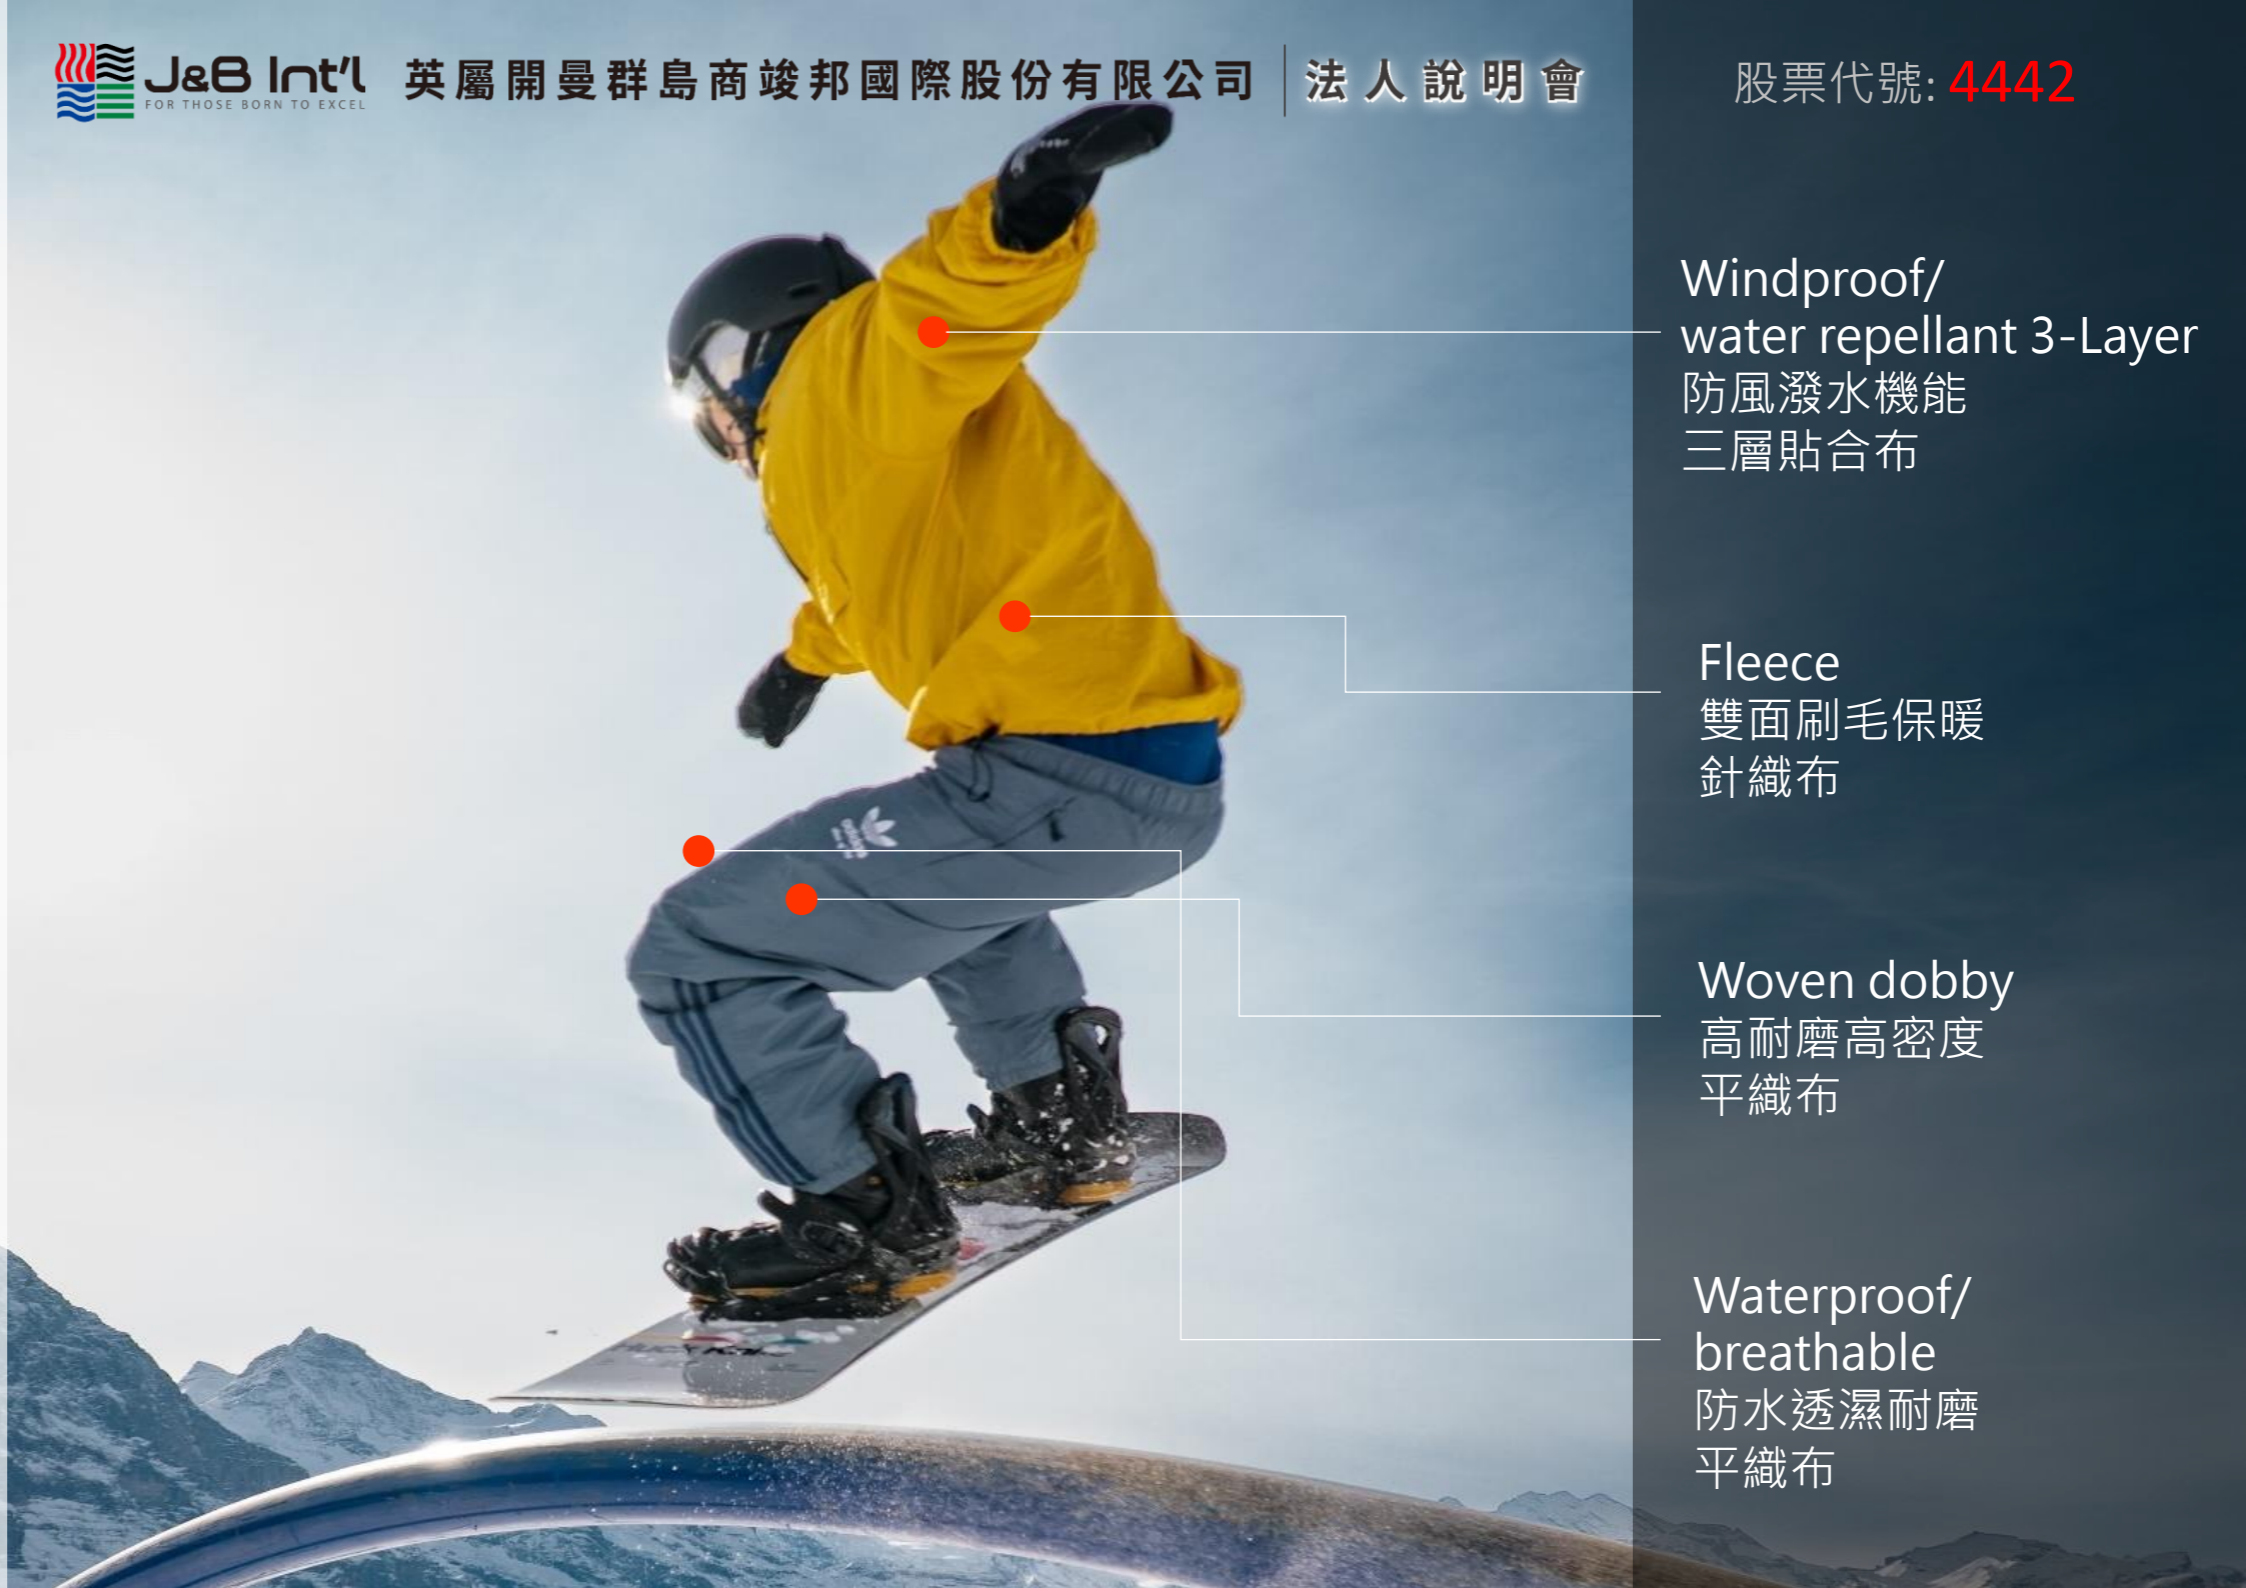 J&B Int'l
FOR THOSE BORN TO EXCEL
英屬開曼群島商竣邦國際股份有限公司
法人說明會
股票代號: 4442
Windproof/
water repellant 3-Layer
防風潑水機能
三層貼合布
Fleece
雙面刷毛保暖
針織布
adidas
Woven dobby
高耐磨高密度
平織布
Waterproof/
breathable
防水透濕耐磨
平織布